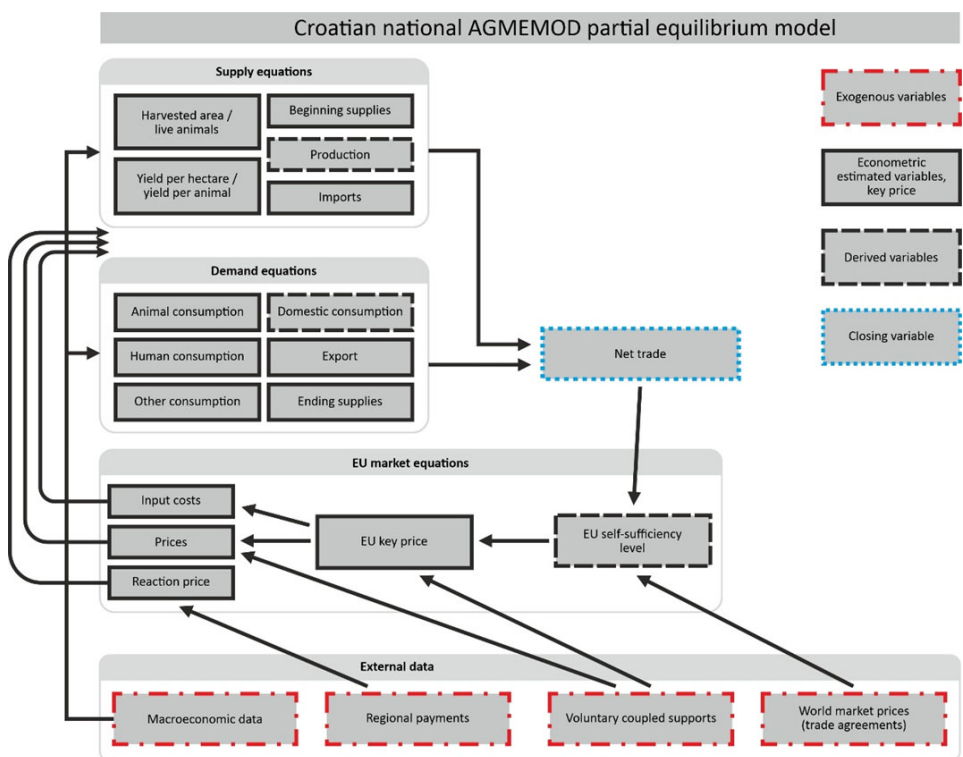 Croatian national AGMEMOD partial equilibrium model
Supply equations
Harvested area /
live animals
Beginning supplies
Production
Yield per hectare /
yield per animal
Imports
Exogenous variables
Econometric
estimated variables,
key price
Derived variables
Closing variable
Demand equations
Animal consumption
Domestic consumption
Human consumption
Export
Other consumption
Ending supplies
Net trade
EU market equations
Input costs
Prices
Reaction price
EU key price
EU self-sufficiency
level
External data
Macroeconomic data
Regional payments
Voluntary coupled supports
World market prices
(trade agreements)